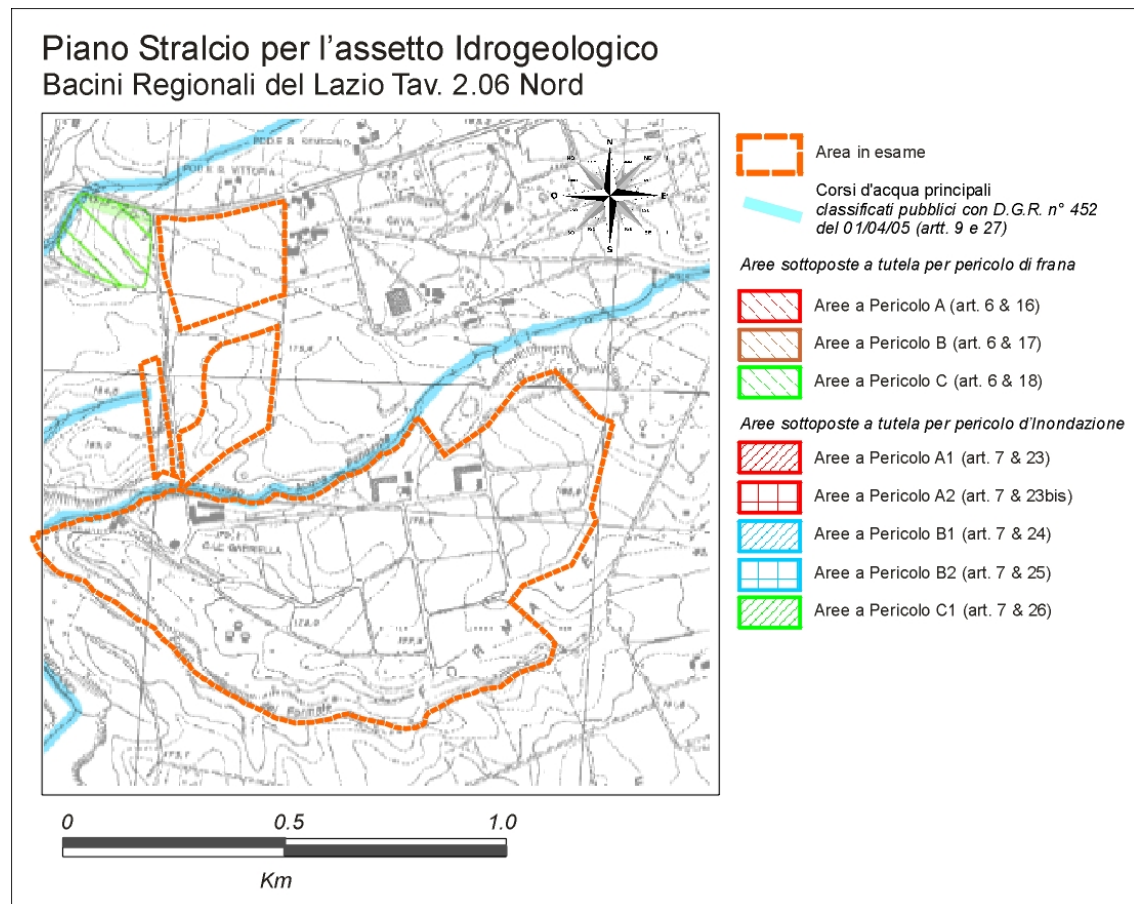 Piano Stralcio per l'assetto Idrogeologico
Bacini Regionali del Lazio Tav. 2.06 Nord
N
O
E
S
CAVA
C.LE GABRIELLA
Formale
0
0.5
1.0
Km
Area in esame
Corsi d'acqua principali
classificati pubblici con D.G.R. n° 452
del 01/04/05 (artt. 9 e 27)
Aree sottoposte a tutela per pericolo di frana
Aree a Pericolo A (art. 6 & 16)
Aree a Pericolo B (art. 6 & 17)
Aree a Pericolo C (art. 6 & 18)
Aree sottoposte a tutela per pericolo d'Inondazione
Aree a Pericolo A1 (art. 7 & 23)
Aree a Pericolo A2 (art. 7 & 23bis)
Aree a Pericolo B1 (art. 7 & 24)
Aree a Pericolo B2 (art. 7 & 25)
Aree a Pericolo C1 (art. 7 & 26)